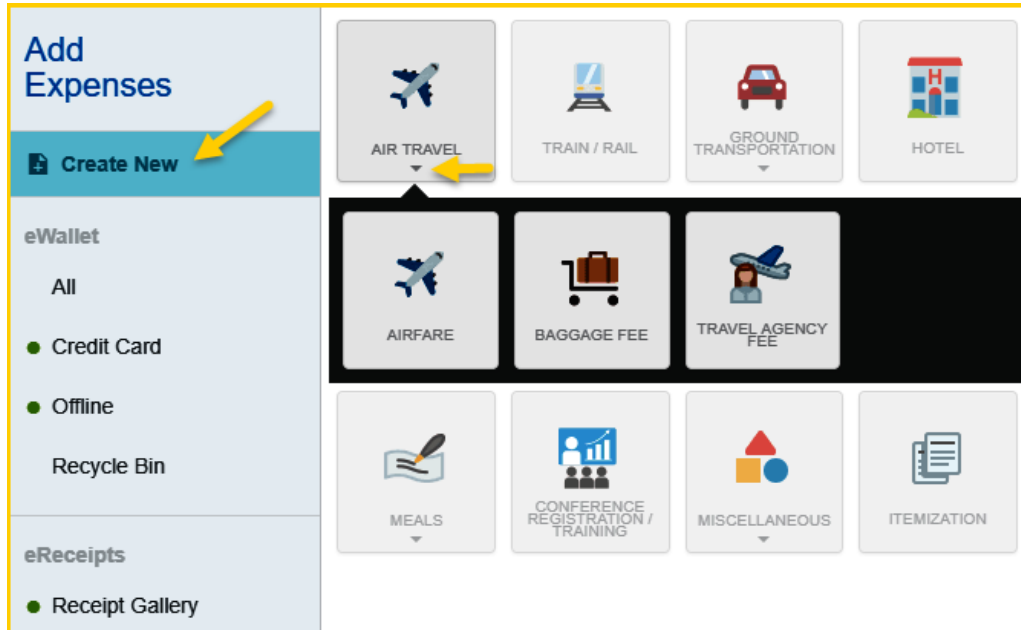 Add
Expenses
Create New
eWallet
All
Credit Card
Offline
Recycle Bin
eReceipts
Receipt Gallery
AIR TRAVEL
TRAIN / RAIL
GROUND
TRANSPORTATION
HOTEL
H
AIRFARE
BAGGAGE FEE
TRAVEL AGENCY
FEE
MEALS
CONFERENCE
REGISTRATION /
TRAINING
MISCELLANEOUS
ITEMIZATION